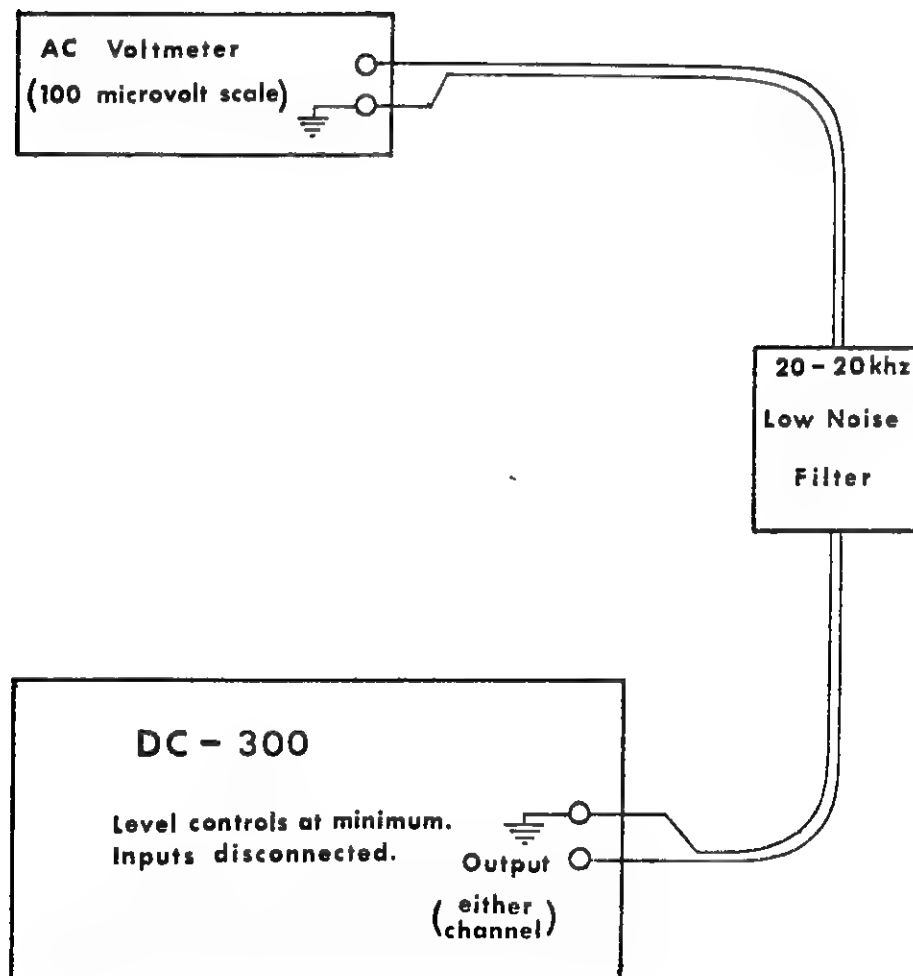 AC Voltmeter
(100 microvolt scale)
20-20khz
Low Noise
Filter
DC - 300
Level controls at minimum.
Inputs disconnected.
Output
(either
channel)